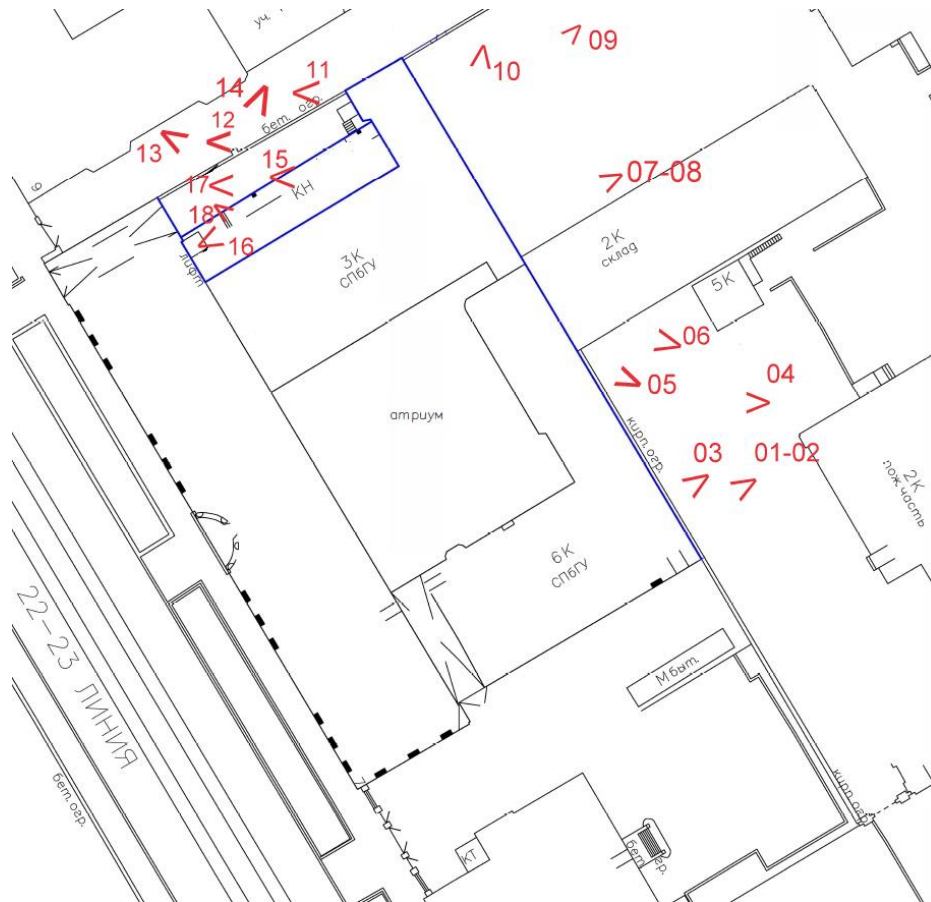 уч.
09
10
11
14
бет. огр.
12
13
15
07-08
17
КН
9
18
2К
склад
16
лифт
3К
СПбГУ
5К
06
05
04
атриум
кирп. огр.
03
01-02
2К
пож. часть
6К
СПбГУ
22-23 ЛИНИЯ
М быт.
бет. огр.
кирп. огр.
бет. огр.
КТ